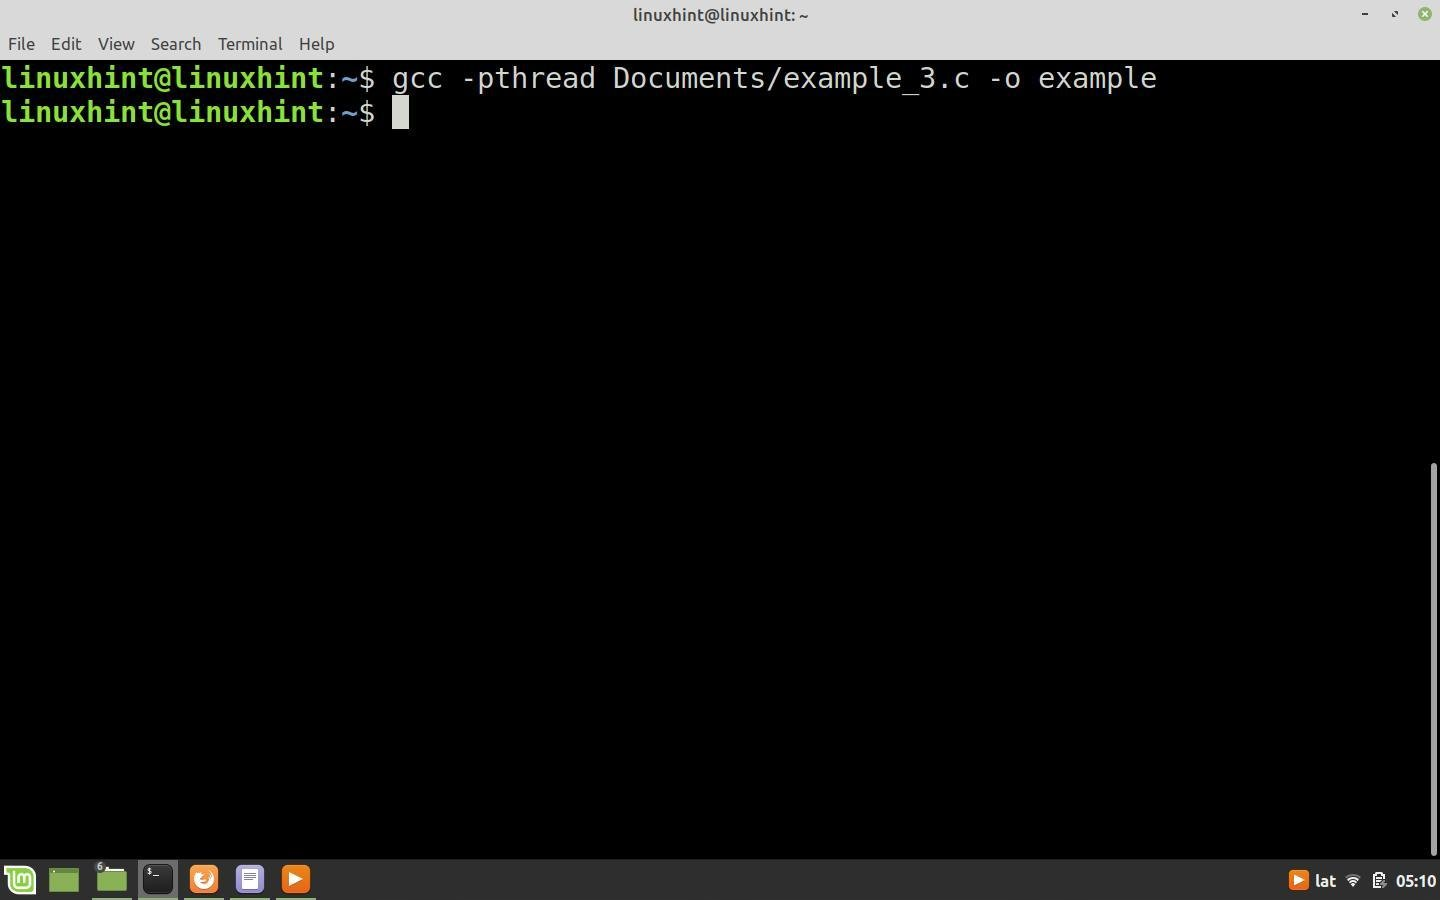 linuxhint@linuxhint: ~
File Edit View Search Terminal Help
linuxhint@linuxhint:~$ gcc -pthread Documents/example_3.c -o example
linuxhint@linuxhint:~$
6
$_
lat 05:10